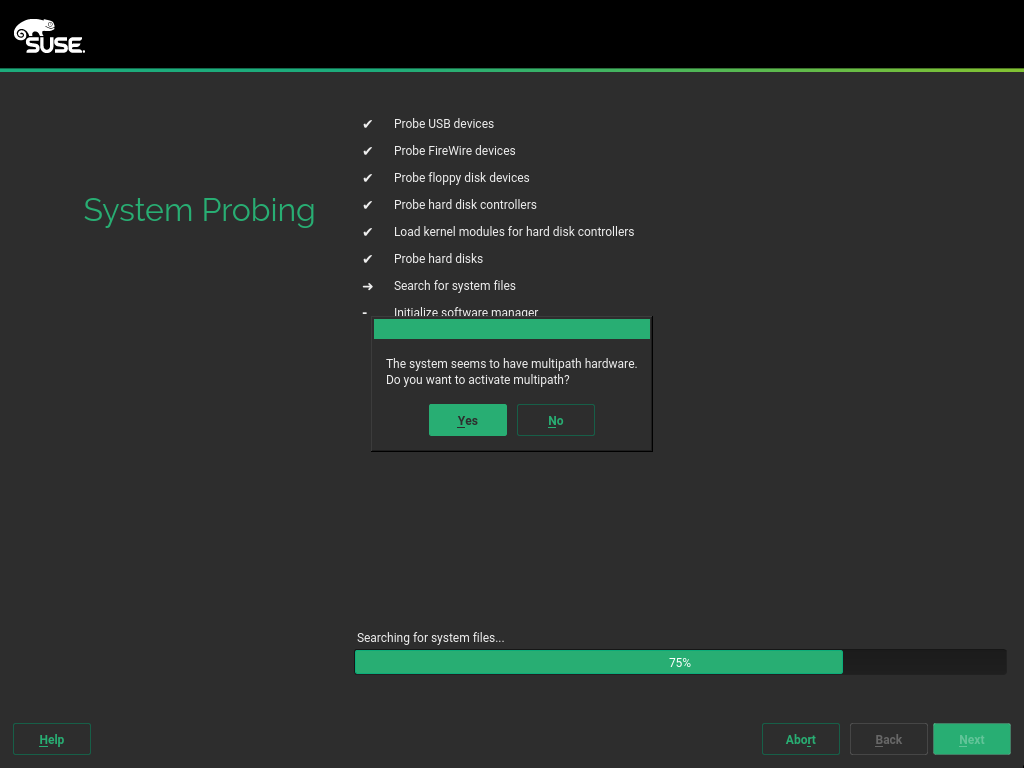 SUSE.
System Probing
Probe USB devices
Probe FireWire devices
Probe floppy disk devices
Probe hard disk controllers
Load kernel modules for hard disk controllers
Probe hard disks
Search for system files
Initialize software manager
The system seems to have multipath hardware.
Do you want to activate multipath?
Yes No
Searching for system files...
75%
Help Abort Back Next